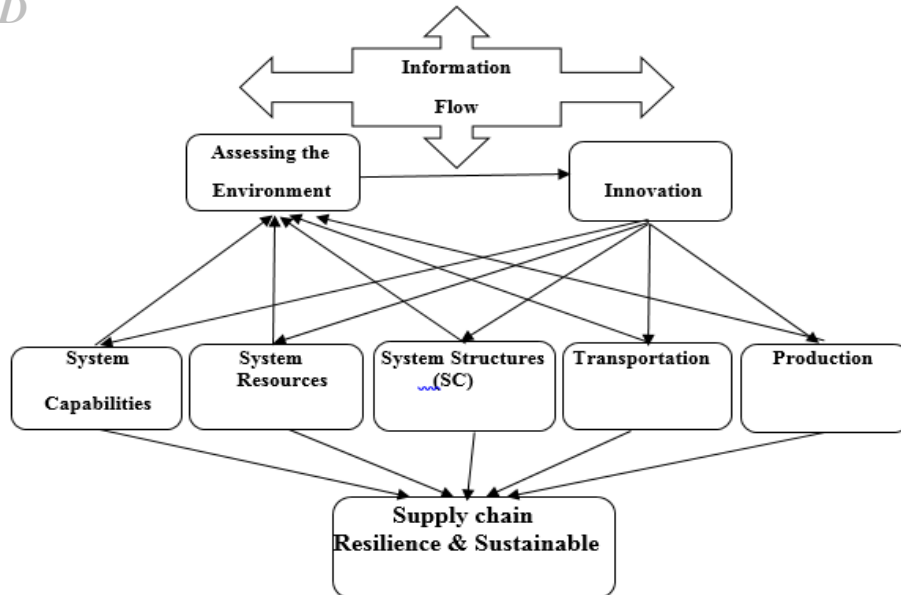 D
Information
Flow
Assessing the
Environment
Innovation
System
Capabilities
System
Resources
System Structures
(SC)
Transportation
Production
Supply chain
Resilience & Sustainable